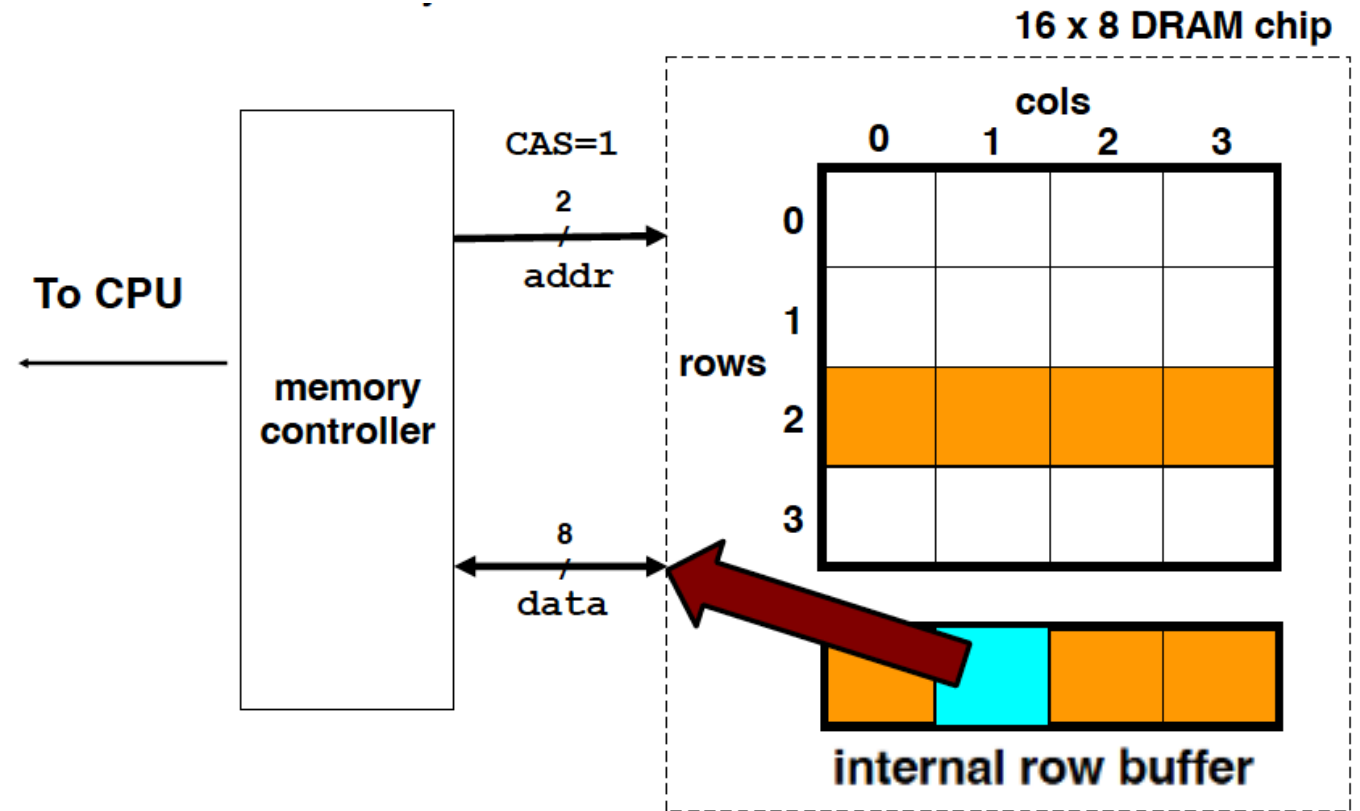 16 x 8 DRAM chip
cols
0 1 2 3
CAS=1
2
/
addr
To CPU
memory
controller
rows
0
1
2
3
8
/
data
internal row buffer